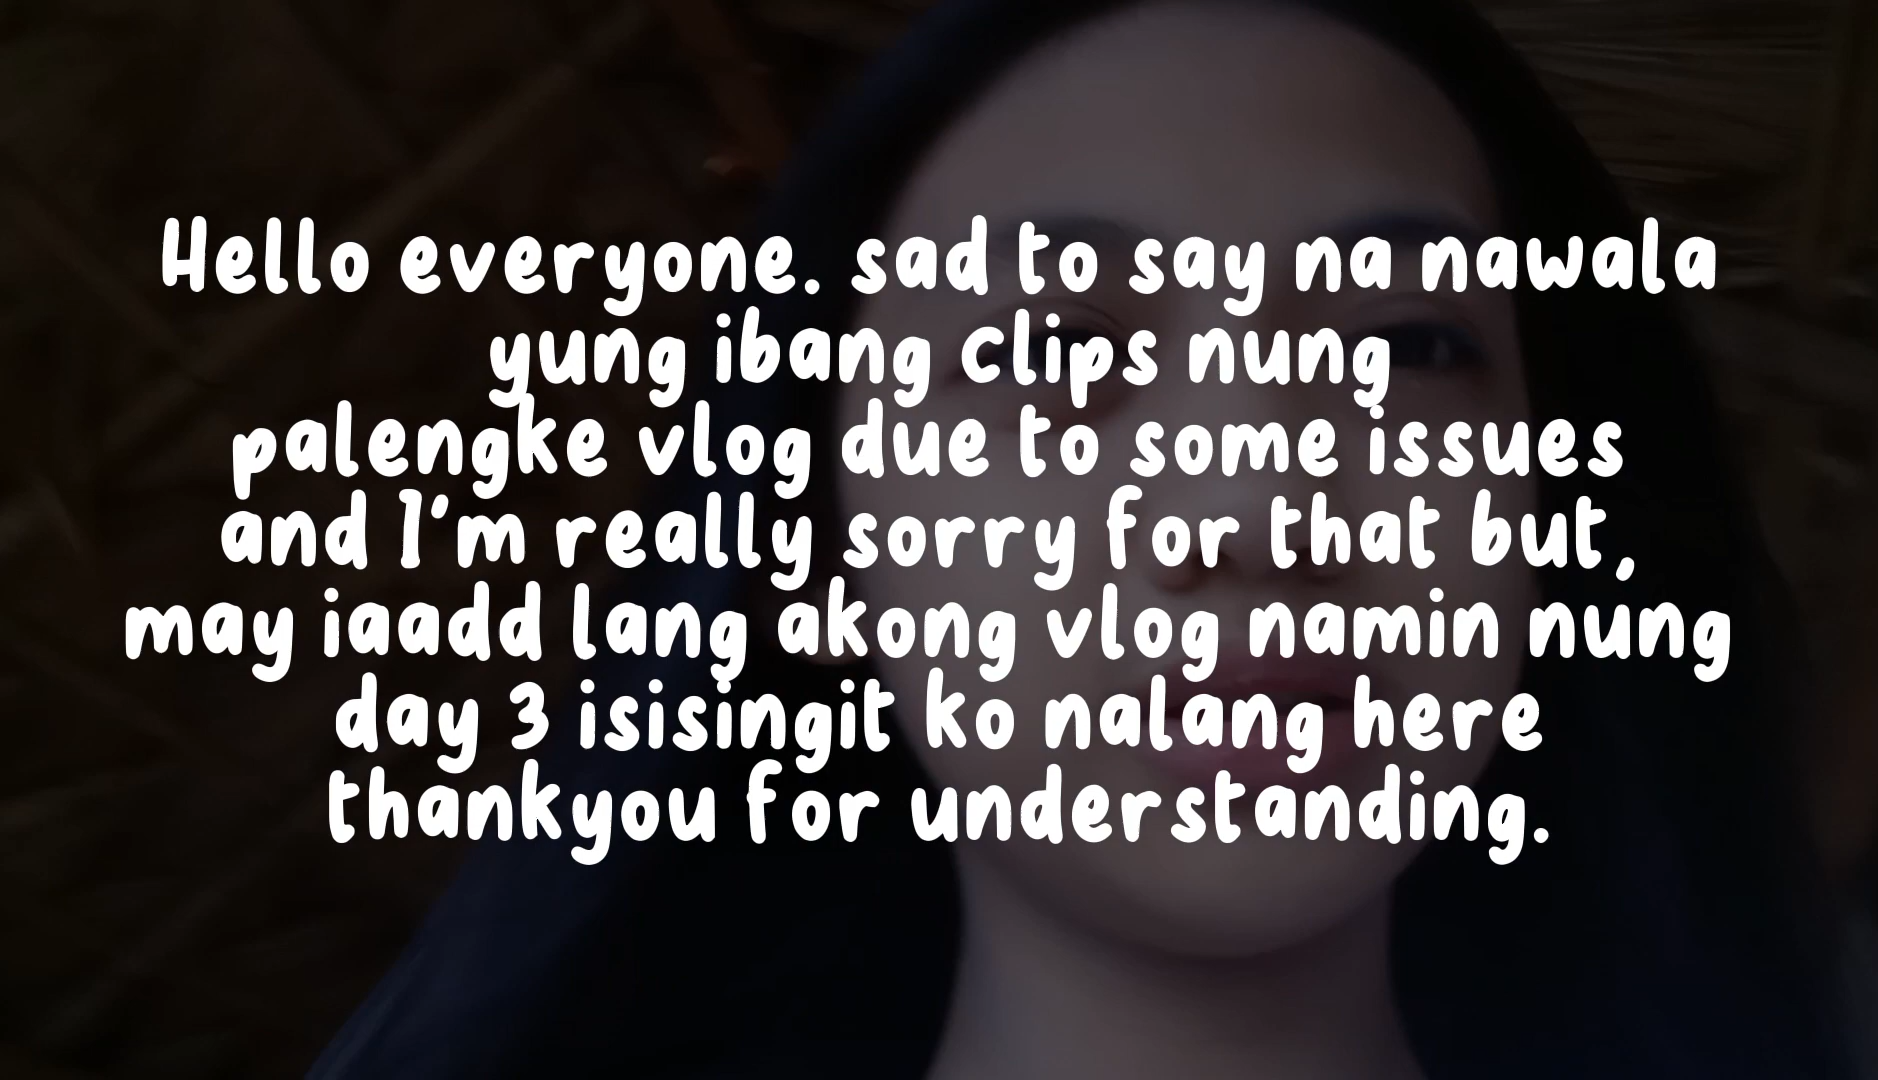 Hello everyone. sad to say na nawala
yung ibang clips nung
palengke vlog due to some issues
and I'm really sorry for that but,
may iaadd lang akong vlog namin nung
day 3 isisingit ko nalang here
thankyou for understanding.